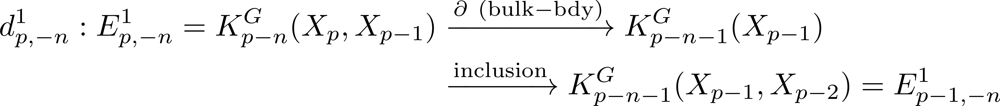 d^1_{p,-n} : E^1_{p,-n} = K^G_{p-n}(X_p, X_{p-1}) \xrightarrow{\partial\ (\text{bulk-bdy})} K^G_{p-n-1}(X_{p-1})
\xrightarrow{\text{inclusion}} K^G_{p-n-1}(X_{p-1}, X_{p-2}) = E^1_{p-1,-n}